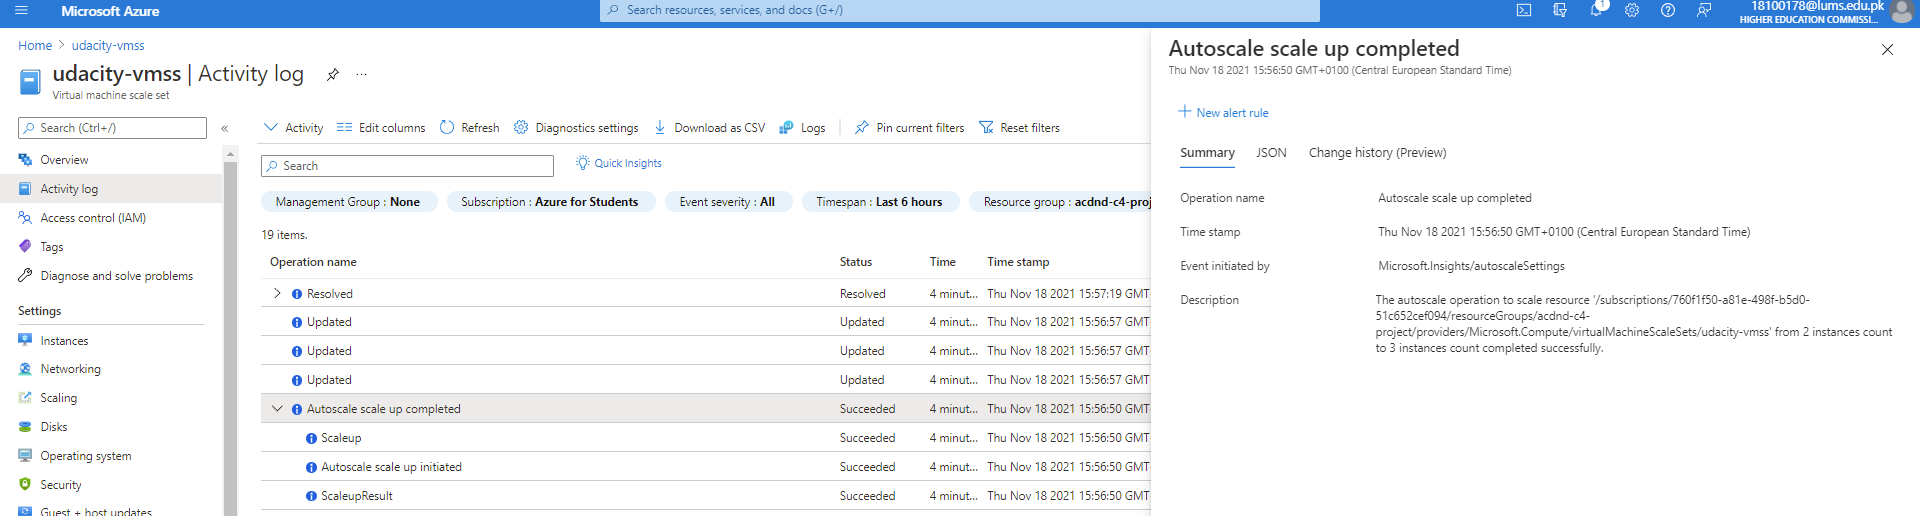 Microsoft Azure
Search resources, services, and docs (G+/)
1
18100178@lums.edu.pk
HIGHER EDUCATION COMMISSI...
Home > udacity-vmss
udacity-vmss | Activity log
Virtual machine scale set
Search (Ctrl+/)
Overview
Activity log
Access control (IAM)
Tags
Diagnose and solve problems
Settings
Instances
Networking
Scaling
Disks
Operating system
Security
Guest + host updates
Activity Edit columns Refresh Diagnostics settings Download as CSV Logs Pin current filters Reset filters
Search
Quick Insights
Management Group : None Subscription : Azure for Students Event severity : All Timespan : Last 6 hours Resource group : acdnd-c4-proj
19 items.
Operation name Status Time Time stamp
Resolved Resolved 4 minut... Thu Nov 18 2021 15:57:19 GMT
Updated Updated 4 minut... Thu Nov 18 2021 15:56:57 GMT
Updated Updated 4 minut... Thu Nov 18 2021 15:56:57 GMT
Updated Updated 4 minut... Thu Nov 18 2021 15:56:57 GMT
Autoscale scale up completed Succeeded 4 minut... Thu Nov 18 2021 15:56:50 GMT
Scaleup Succeeded 4 minut... Thu Nov 18 2021 15:56:50 GMT
Autoscale scale up initiated Succeeded 4 minut... Thu Nov 18 2021 15:56:50 GMT
ScaleupResult Succeeded 4 minut... Thu Nov 18 2021 15:56:50 GMT
Autoscale scale up completed
Thu Nov 18 2021 15:56:50 GMT+0100 (Central European Standard Time)
New alert rule
Summary JSON Change history (Preview)
Operation name Autoscale scale up completed
Time stamp Thu Nov 18 2021 15:56:50 GMT+0100 (Central European Standard Time)
Event initiated by Microsoft.Insights/autoscaleSettings
Description The autoscale operation to scale resource '/subscriptions/760f1f50-a81e-498f-b5d0-
51c652cef094/resourceGroups/acdnd-c4-
project/providers/Microsoft.Compute/virtualMachineScaleSets/udacity-vmss' from 2 instances count
to 3 instances count completed successfully.